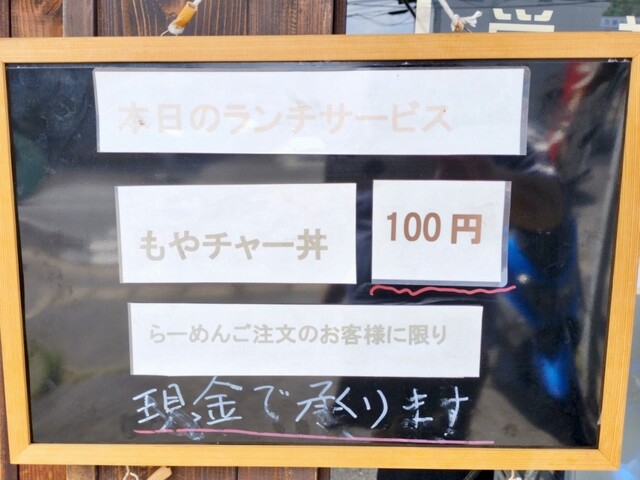 本日のランチサービス
もやチャー丼 100円
らーめんご注文のお客様に限り
現金で承ります